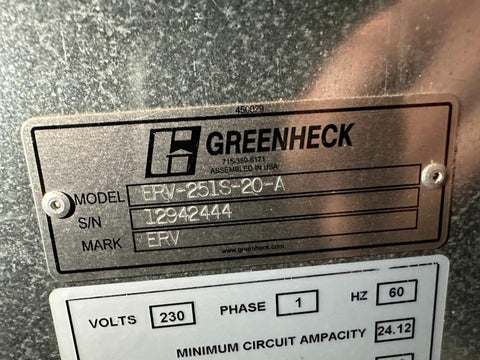 450029
GREENHECK
715-359-6171
ASSEMBLED IN USA
MODEL ERV-251S-20-A
S/N 12942444
MARK ERV
www.greenheck.com
VOLTS 230 PHASE 1 HZ 60
MINIMUM CIRCUIT AMPACITY 24.12